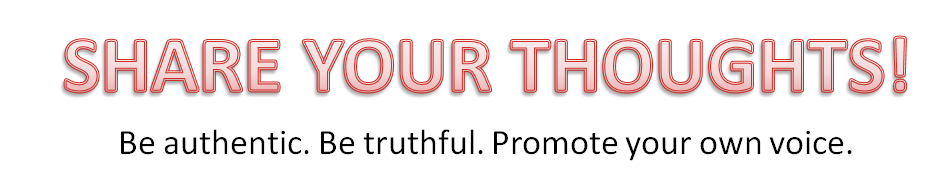 SHARE YOUR THOUGHTS!
Be authentic. Be truthful. Promote your own voice.